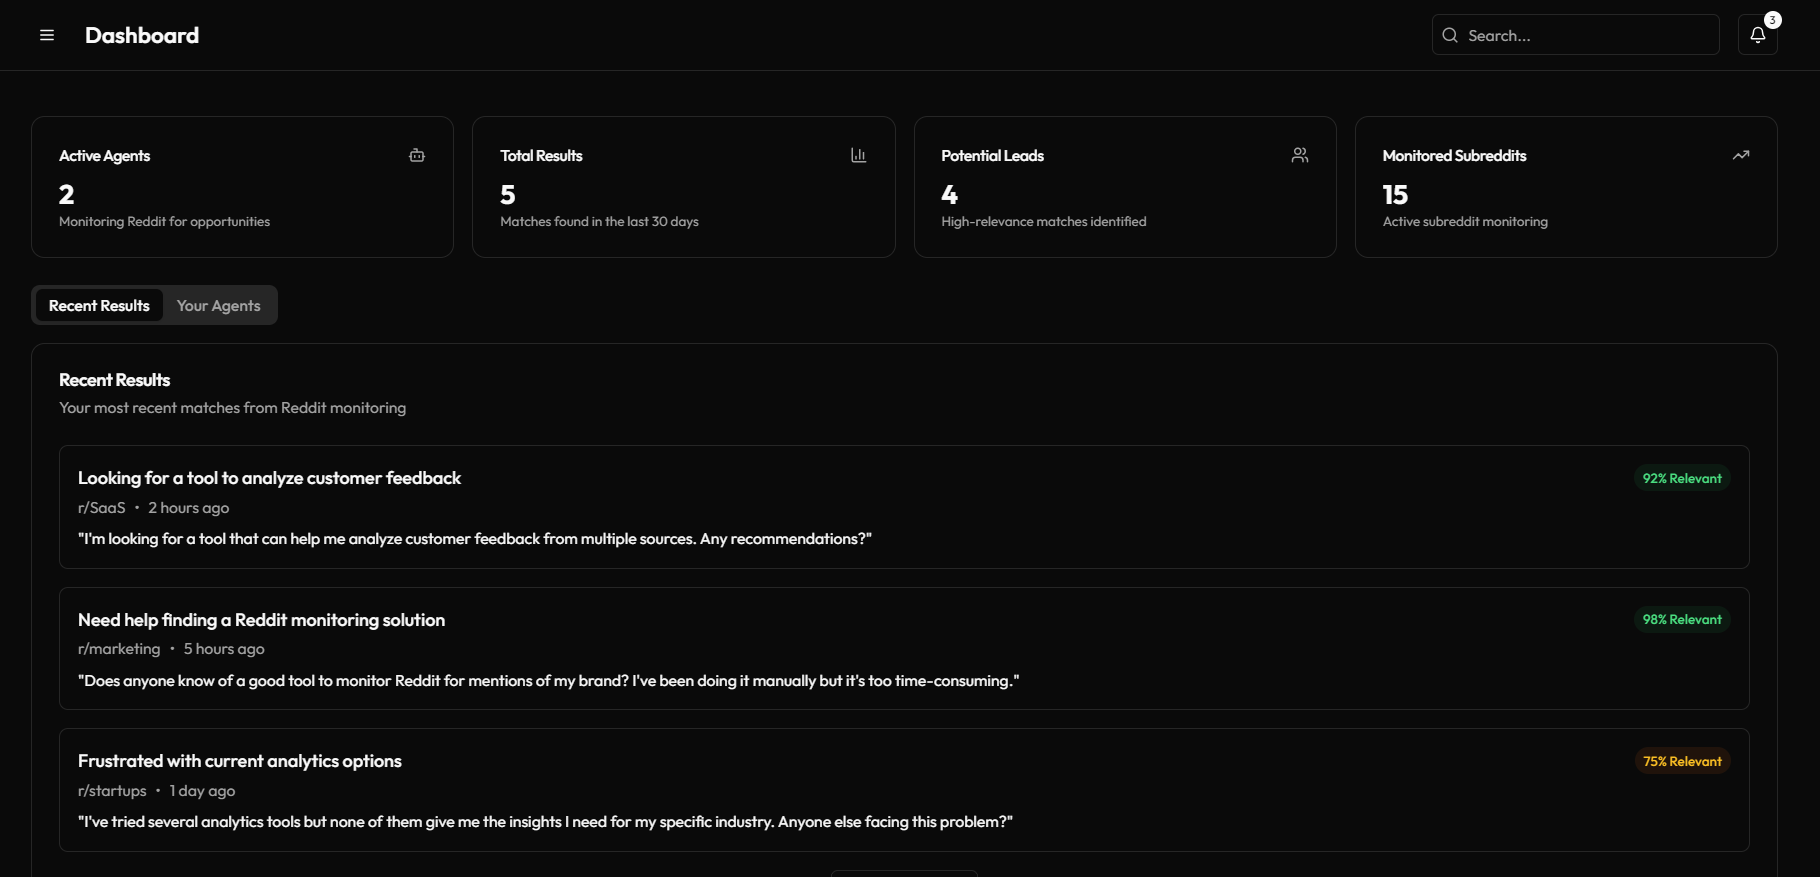 Dashboard
Search...
3
Active Agents
2
Monitoring Reddit for opportunities
Total Results
5
Matches found in the last 30 days
Potential Leads
4
High-relevance matches identified
Monitored Subreddits
15
Active subreddit monitoring
Recent Results
Your Agents
Recent Results
Your most recent matches from Reddit monitoring
Looking for a tool to analyze customer feedback
92% Relevant
r/SaaS • 2 hours ago
"I'm looking for a tool that can help me analyze customer feedback from multiple sources. Any recommendations?"
Need help finding a Reddit monitoring solution
98% Relevant
r/marketing • 5 hours ago
"Does anyone know of a good tool to monitor Reddit for mentions of my brand? I've been doing it manually but it's too time-consuming."
Frustrated with current analytics options
75% Relevant
r/startups • 1 day ago
"I've tried several analytics tools but none of them give me the insights I need for my specific industry. Anyone else facing this problem?"